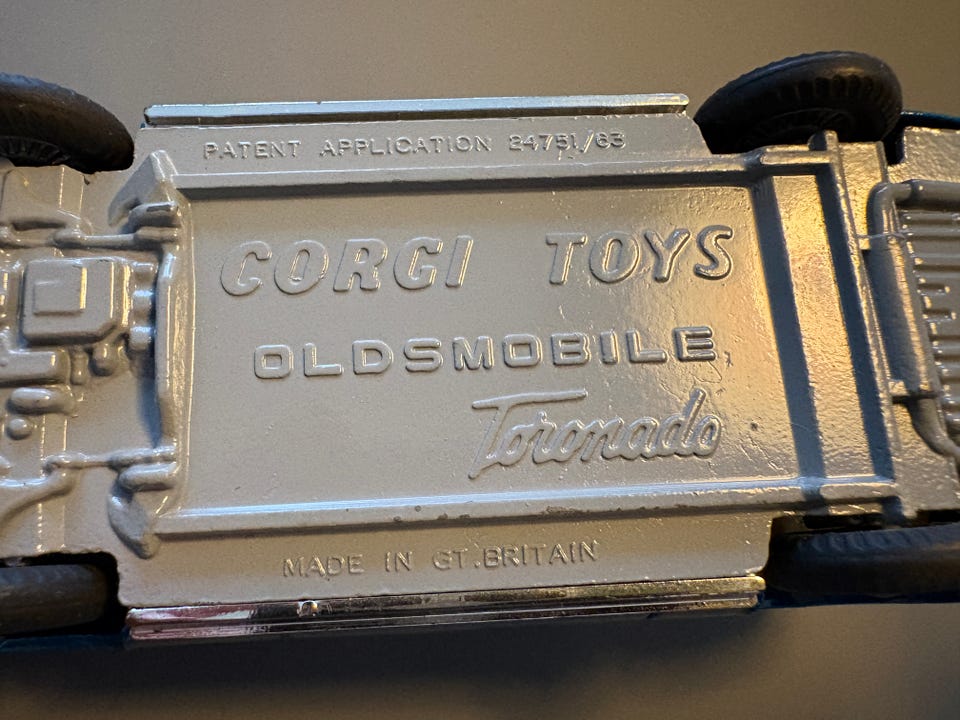 PATENT APPLICATION 24751/63
CORGI TOYS
OLDSMOBILE
Toronado
MADE IN GT.BRITAIN